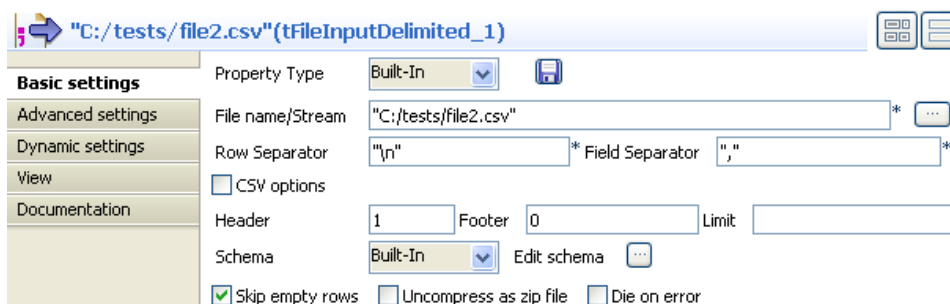 "C:/tests/file2.csv"(tFileInputDelimited_1)
Basic settings
Advanced settings
Dynamic settings
View
Documentation
Property Type Built-In
File name/Stream "C:/tests/file2.csv" * ...
Row Separator "\n" * Field Separator "," *
CSV options
Header 1 Footer 0 Limit
Schema Built-In Edit schema ...
Skip empty rows Uncompress as zip file Die on error